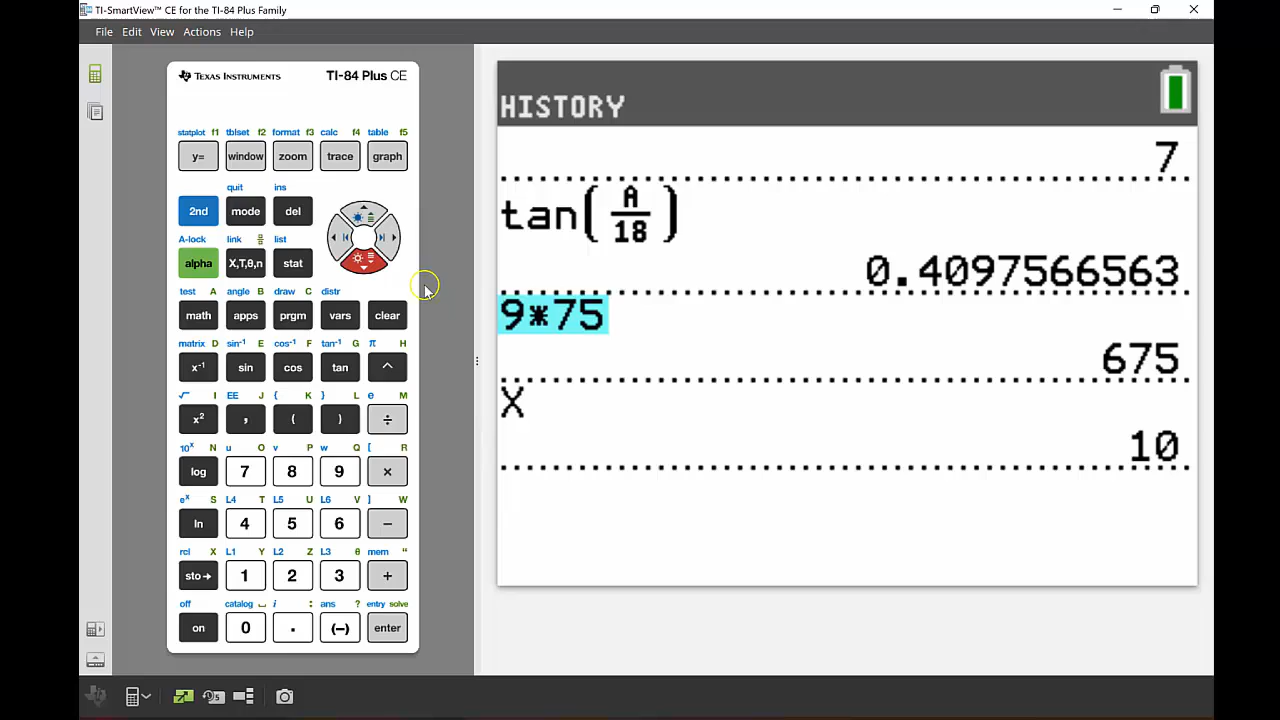 TI-SmartView™ CE for the TI-84 Plus Family
File Edit View Actions Help
TEXAS INSTRUMENTS TI-84 Plus CE
statplot f1 tblset f2 format f3 calc f4 table f5
y= window zoom trace graph
quit ins
2nd mode del
A-lock link list
alpha X,T,θ,n stat
test A angle B draw C distr
math apps prgm vars clear
matrix D sin⁻¹ E cos⁻¹ F tan⁻¹ G π H
x⁻¹ sin cos tan ^
√ I EE J { K } L e M
x² , ( ) ÷
10ˣ N u O v P w Q [ R
log 7 8 9 ×
eˣ S L4 T L5 U L6 V ] W
ln 4 5 6 −
rcl X L1 Y L2 Z L3 θ mem "
sto→ 1 2 3 +
off catalog ⎵ i : ans ? entry solve
on 0 . (−) enter
HISTORY
7
tan(A/18)
0.4097566563
9*75
675
X
10